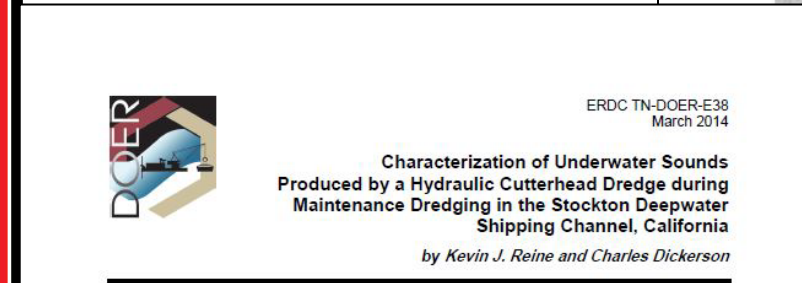 DOER
ERDC TN-DOER-E38
March 2014
Characterization of Underwater Sounds
Produced by a Hydraulic Cutterhead Dredge during
Maintenance Dredging in the Stockton Deepwater
Shipping Channel, California
by Kevin J. Reine and Charles Dickerson